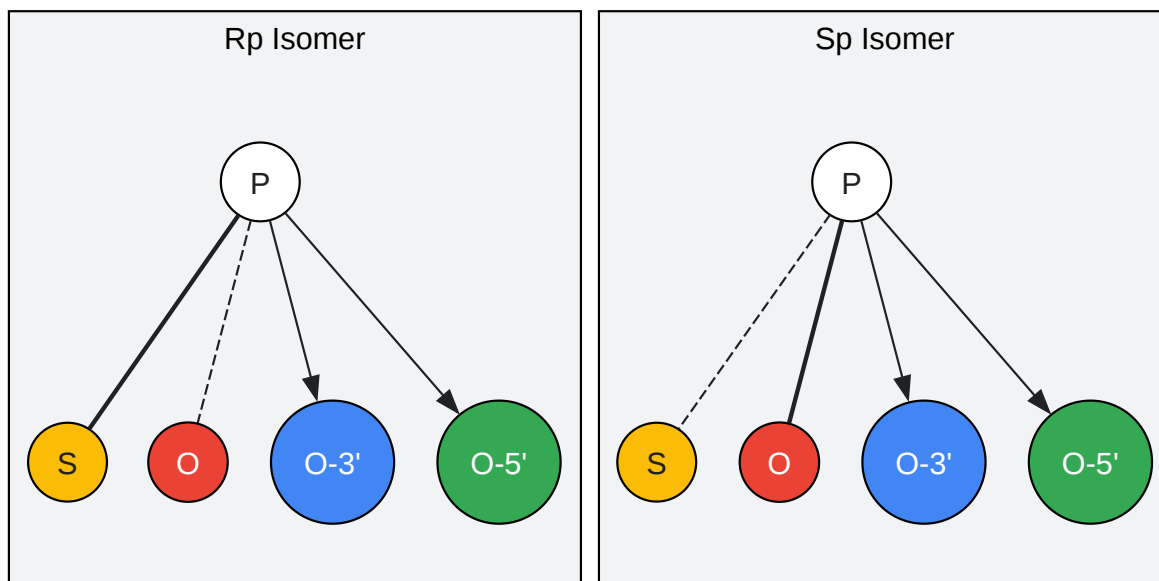 Rp Isomer
P
S
O
O-3'
O-5'
Sp Isomer
P
S
O
O-3'
O-5'